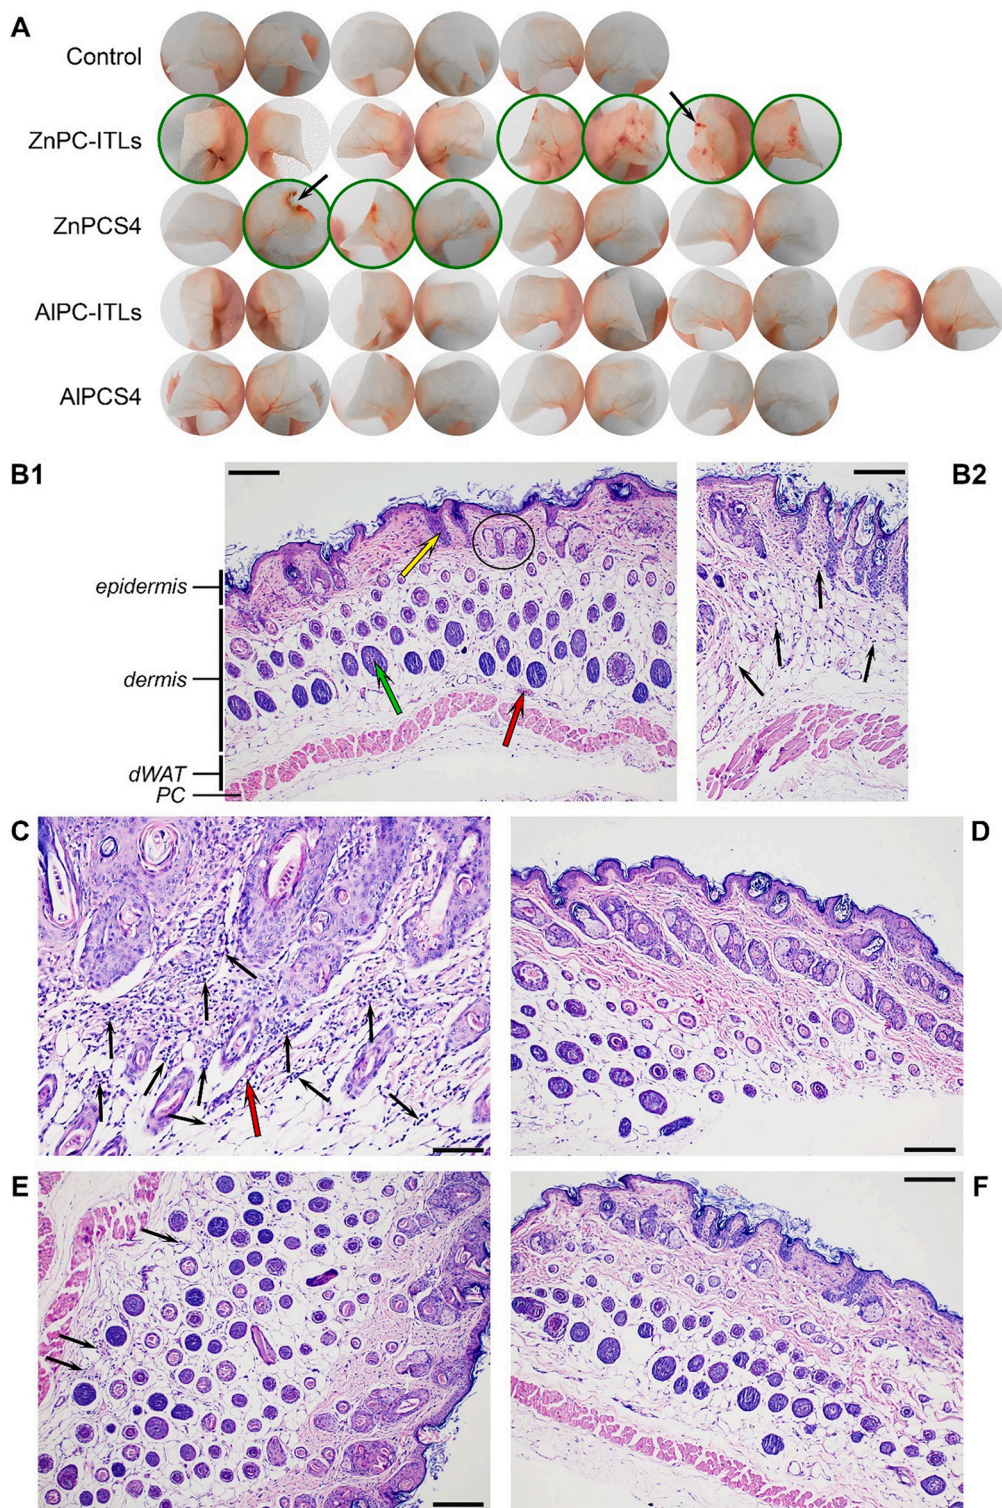 A
Control
ZnPC-ITLs
ZnPCS4
AlPC-ITLs
AlPCS4
B1
B2
epidermis
dermis
dWAT
PC
C
D
E
F